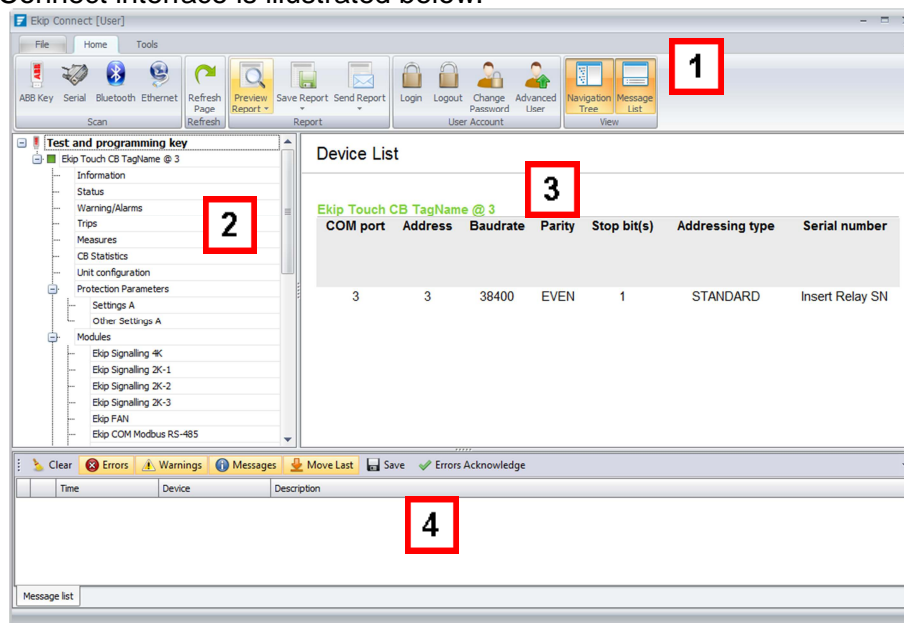 Connect interface is illustrated below.
Ekip Connect [User]
File Home Tools
1
ABB
ABB Key Serial Bluetooth Ethernet Refresh Page Preview Report Save Report Send Report Login Logout Change Password Advanced User Navigation Tree Message List
Scan Refresh Report User Account View
Test and programming key
Ekip Touch CB TagName @ 3
Information
Status
Warning/Alarms
Trips
Measures
CB Statistics
Unit configuration
Protection Parameters
Settings A
Other Settings A
Modules
Ekip Signalling 4K
Ekip Signalling 2K-1
Ekip Signalling 2K-2
Ekip Signalling 2K-3
Ekip FAN
Ekip COM Modbus RS-485
2
Device List
3
Ekip Touch CB TagName @ 3
COM port Address Baudrate Parity Stop bit(s) Addressing type Serial number
3 3 38400 EVEN 1 STANDARD Insert Relay SN
Clear Errors Warnings Messages Move Last Save Errors Acknowledge
Time Device Description
4
Message list